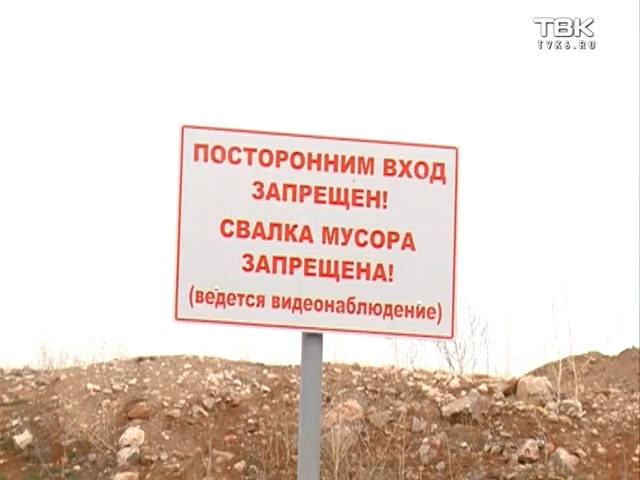 ТВК
TVK6.RU
ПОСТОРОННИМ ВХОД
ЗАПРЕЩЕН!
СВАЛКА МУСОРА
ЗАПРЕЩЕНА!
(ведется видеонаблюдение)